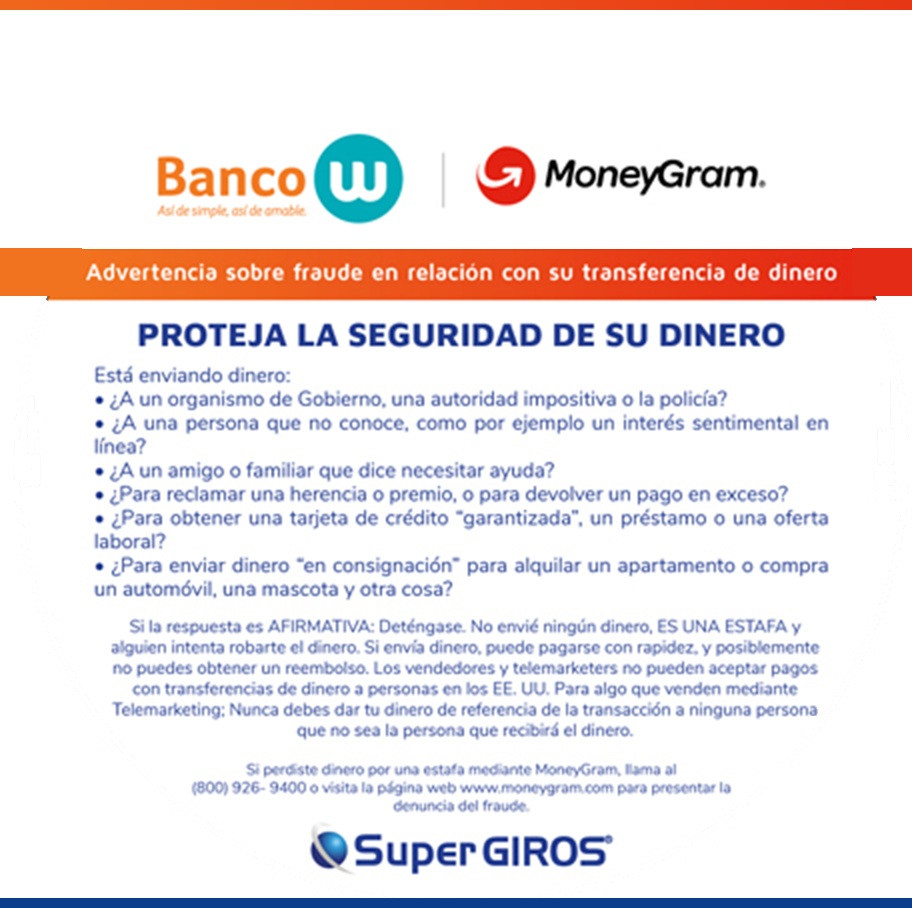 Banco W
Así de simple, así de amable.
MoneyGram®
Advertencia sobre fraude en relación con su transferencia de dinero
PROTEJA LA SEGURIDAD DE SU DINERO
Está enviando dinero:
• ¿A un organismo de Gobierno, una autoridad impositiva o la policía?
• ¿A una persona que no conoce, como por ejemplo un interés sentimental en
línea?
• ¿A un amigo o familiar que dice necesitar ayuda?
• ¿Para reclamar una herencia o premio, o para devolver un pago en exceso?
• ¿Para obtener una tarjeta de crédito “garantizada”, un préstamo o una oferta
laboral?
• ¿Para enviar dinero “en consignación” para alquilar un apartamento o compra
un automóvil, una mascota y otra cosa?
Si la respuesta es AFIRMATIVA: Deténgase. No envié ningún dinero, ES UNA ESTAFA y
alguien intenta robarte el dinero. Si envía dinero, puede pagarse con rapidez, y posiblemente
no puedes obtener un reembolso. Los vendedores y telemarketers no pueden aceptar pagos
con transferencias de dinero a personas en los EE. UU. Para algo que venden mediante
Telemarketing; Nunca debes dar tu dinero de referencia de la transacción a ninguna persona
que no sea la persona que recibirá el dinero.
Si perdiste dinero por una estafa mediante MoneyGram, llama al
(800) 926- 9400 o visita la página web www.moneygram.com para presentar la
denuncia del fraude.
SuperGIROS®